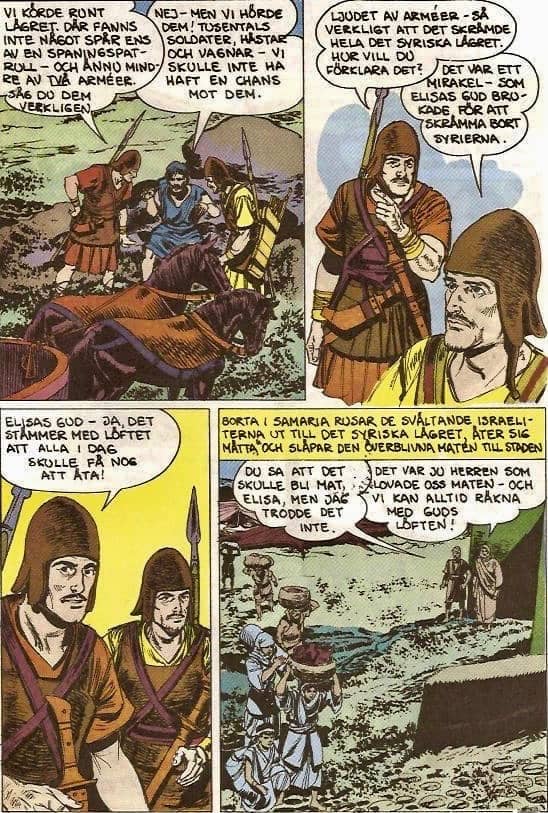 VI KÖRDE RUNT
LÄGRET. DÄR FANNS
INTE NÅGOT SPÅR ENS
AV EN SPANINGSPAT-
RULL - OCH ÄNNU MIND-
RE AV TVÅ ARMÉER.
SÅG DU DEM
VERKLIGEN
NEJ - MEN VI HÖRDE
DEM! TUSENTALS
SOLDATER, HÄSTAR
OCH VAGNAR - VI
SKULLE INTE HA
HAFT EN CHANS
MOT DEM.
LJUDET AV ARMÉER - SÅ
VERKLIGT ATT DET SKRÄMDE
HELA DET SYRISKA LÄGRET.
HUR VILL DU
FÖRKLARA DET?
DET VAR ETT
MIRAKEL - SOM
ELISAS GUD BRU-
KADE FÖR ATT
SKRÄMMA BORT
SYRIERNA.
ELISAS GUD - JA, DET
STÄMMER MED LÖFTET
ATT ALLA I DAG
SKULLE FÅ NOG
ATT ÄTA!
BORTA I SAMARIA RUSAR DE SVÄLTANDE ISRAELI-
TERNA UT TILL DET SYRISKA LÄGRET, ÄTER SIG
MÄTTA, OCH SLÄPAR DEN ÖVERBLIVNA MATEN TILL STADEN
DU SA ATT DET
SKULLE BLI MAT,
ELISA, MEN JAG
TRODDE DET
INTE.
DET VAR JU HERREN SOM
LOVADE OSS MATEN - OCH
VI KAN ALLTID RÄKNA
MED GUDS
LÖFTEN!